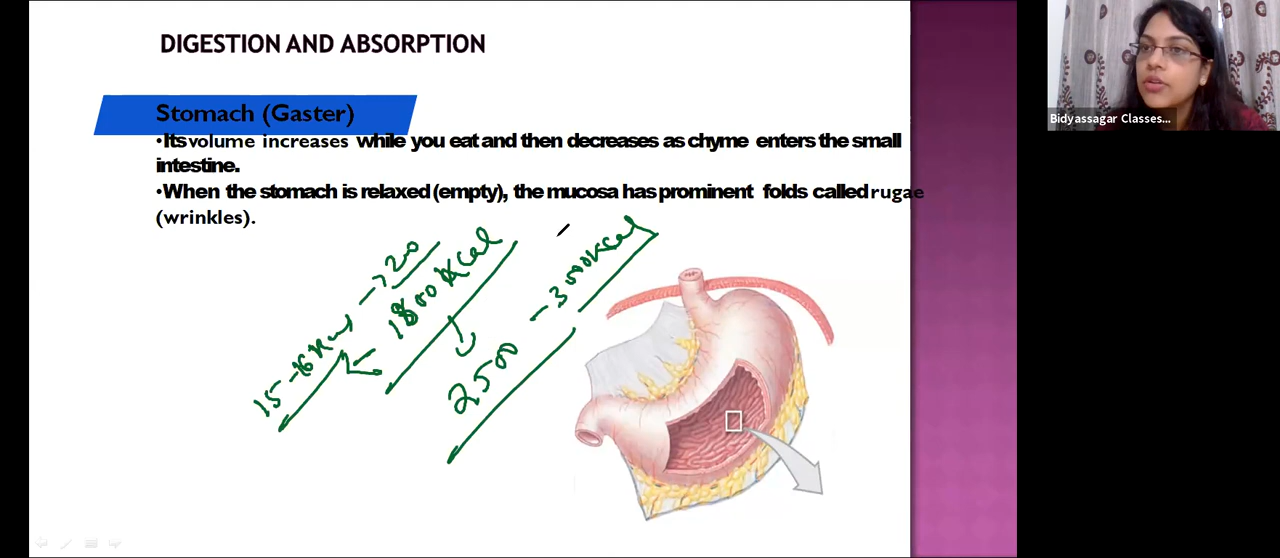 DIGESTION AND ABSORPTION
Stomach (Gaster)
•Its volume increases while you eat and then decreases as chyme enters the small
intestine.
•When the stomach is relaxed (empty), the mucosa has prominent folds called rugae
(wrinkles).
1800 Kcal
2500 - 3000 Kcal
Bidyassagar Classes...